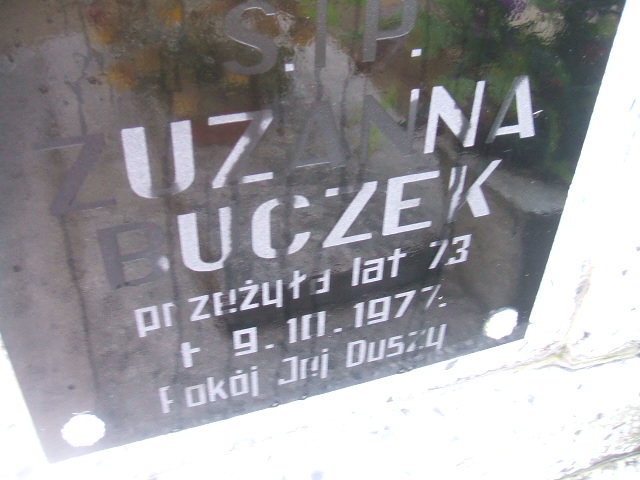 Ś.†P.
ZUZANNA
BUCZEK
przeżyła lat 73
† 9.10.1977.
Pokój Jej Duszy